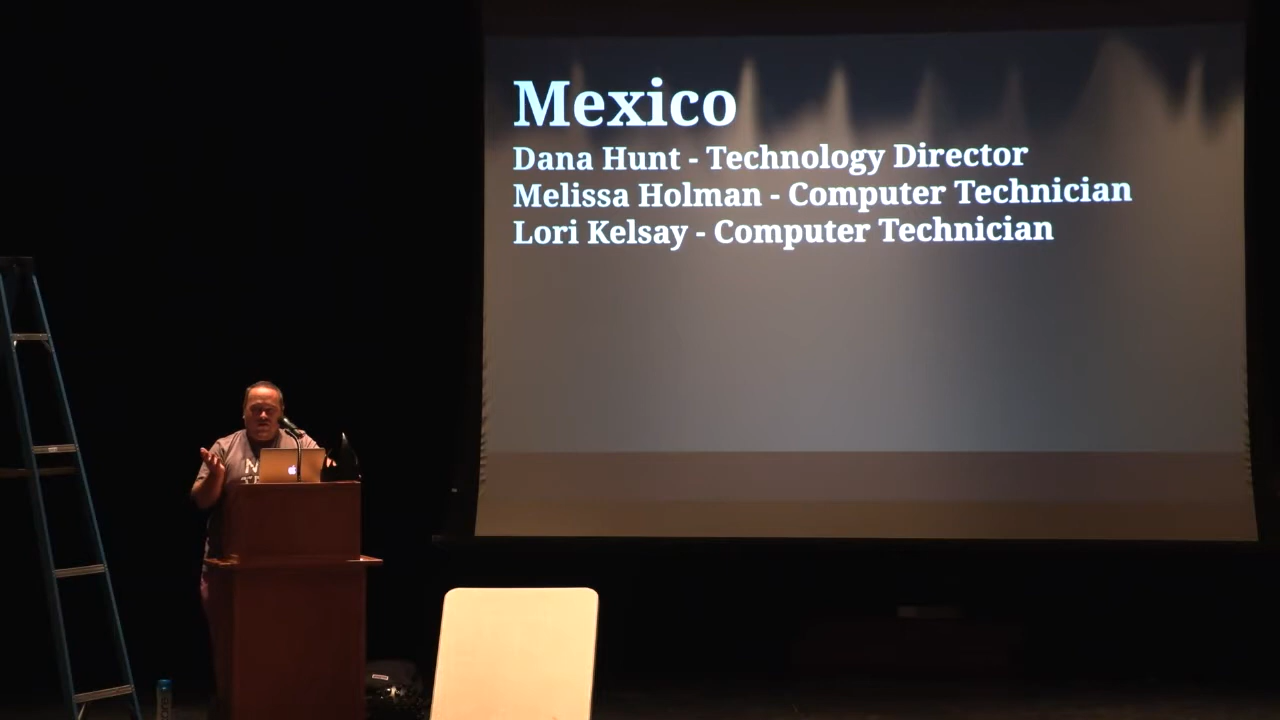 Mexico
Dana Hunt - Technology Director
Melissa Holman - Computer Technician
Lori Kelsay - Computer Technician